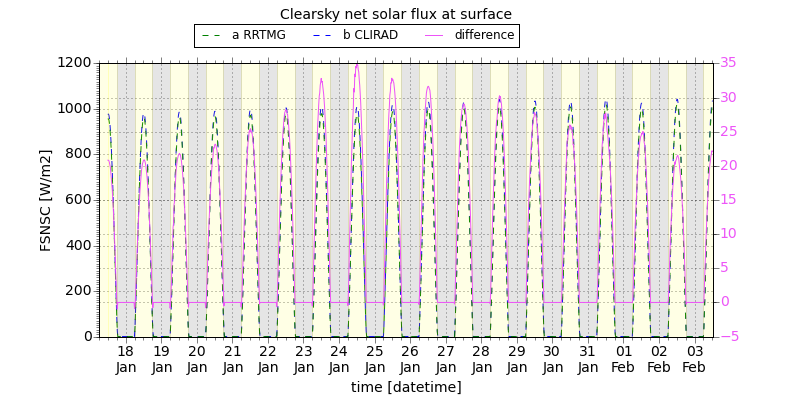 Clearsky net solar flux at surface
a RRTMG b CLIRAD difference
1200
1000
800
600
400
200
0
FSNSC [W/m2]
35
30
25
20
15
10
5
0
−5
18 19 20 21 22 23 24 25 26 27 28 29 30 31 01 02 03
Jan Jan Jan Jan Jan Jan Jan Jan Jan Jan Jan Jan Jan Jan Feb Feb Feb
time [datetime]